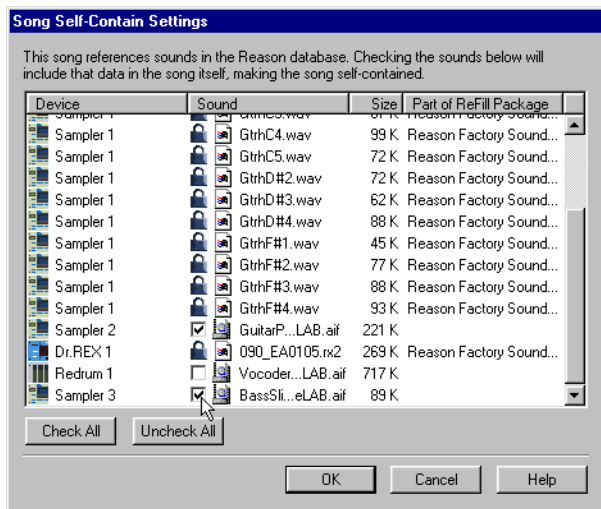 Song Self-Contain Settings
This song references sounds in the Reason database. Checking the sounds below will
include that data in the song itself, making the song self-contained.
Device Sound Size Part of ReFill Package
Sampler 1 GtrhC4.wav 99 K Reason Factory Sound...
Sampler 1 GtrhC5.wav 72 K Reason Factory Sound...
Sampler 1 GtrhD#2.wav 72 K Reason Factory Sound...
Sampler 1 GtrhD#3.wav 62 K Reason Factory Sound...
Sampler 1 GtrhD#4.wav 88 K Reason Factory Sound...
Sampler 1 GtrhF#1.wav 45 K Reason Factory Sound...
Sampler 1 GtrhF#2.wav 77 K Reason Factory Sound...
Sampler 1 GtrhF#3.wav 88 K Reason Factory Sound...
Sampler 1 GtrhF#4.wav 93 K Reason Factory Sound...
Sampler 2 GuitarP...LAB.aif 221 K
Dr.REX 1 090_EA0105.rx2 269 K Reason Factory Sound...
Redrum 1 Vocoder...LAB.aif 717 K
Sampler 3 BassSli...eLAB.aif 89 K
Check All Uncheck All
OK Cancel Help